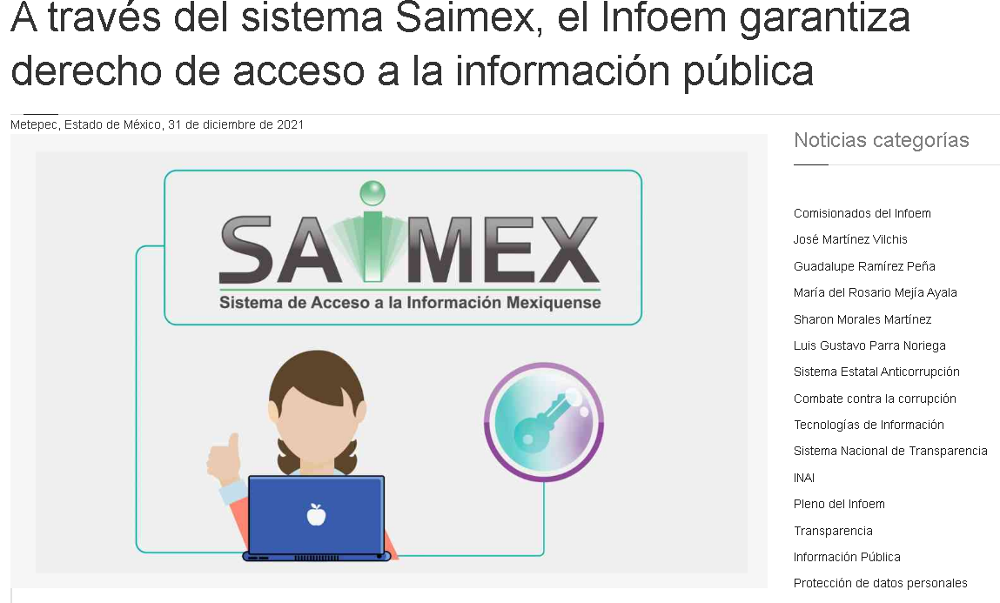 A través del sistema Saimex, el Infoem garantiza
derecho de acceso a la información pública
Metepec, Estado de México, 31 de diciembre de 2021
SAiMEX
Sistema de Acceso a la Información Mexiquense
Noticias categorías
Comisionados del Infoem
José Martínez Vilchis
Guadalupe Ramírez Peña
María del Rosario Mejía Ayala
Sharon Morales Martínez
Luis Gustavo Parra Noriega
Sistema Estatal Anticorrupción
Combate contra la corrupción
Tecnologías de Información
Sistema Nacional de Transparencia
INAI
Pleno del Infoem
Transparencia
Información Pública
Protección de datos personales